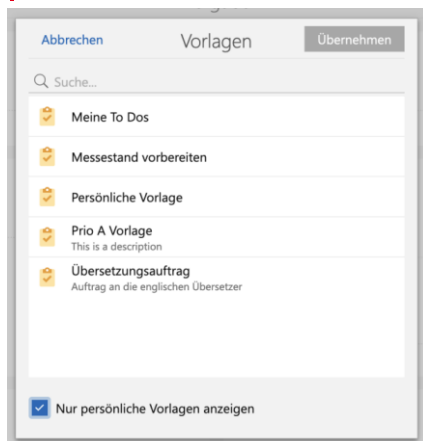 Abbrechen Vorlagen Übernehmen
Suche...
Meine To Dos
Messestand vorbereiten
Persönliche Vorlage
Prio A Vorlage
This is a description
Übersetzungsauftrag
Auftrag an die englischen Übersetzer
Nur persönliche Vorlagen anzeigen